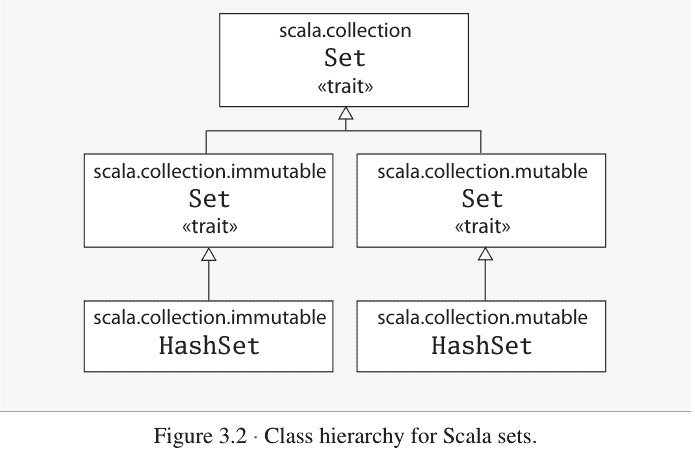 scala.collection
Set
«trait»
scala.collection.immutable
Set
«trait»
scala.collection.mutable
Set
«trait»
scala.collection.immutable
HashSet
scala.collection.mutable
HashSet
Figure 3.2 · Class hierarchy for Scala sets.